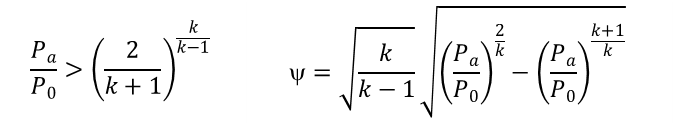 P_a/P_0 > (2/(k+1))^(k/(k−1))    ψ = √(k/(k−1)) √((P_a/P_0)^(2/k) − (P_a/P_0)^((k+1)/k))